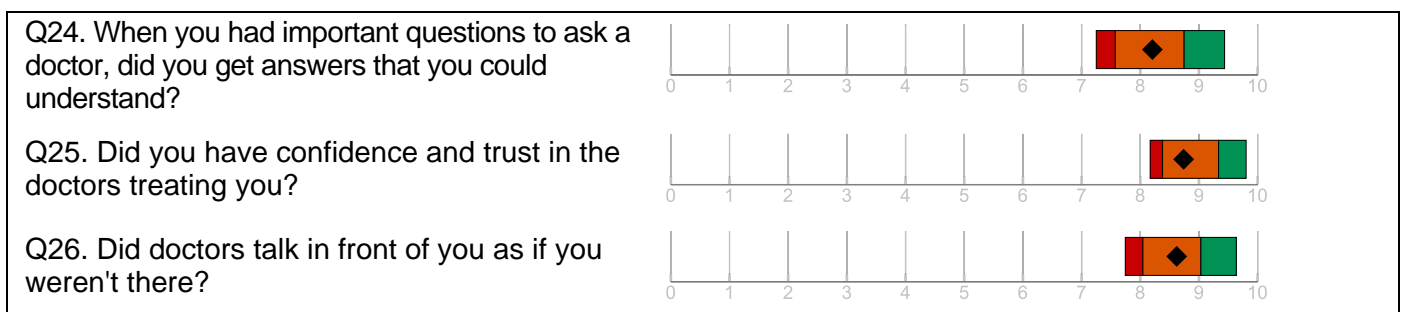 Q24. When you had important questions to ask a
doctor, did you get answers that you could
understand?
0 1 2 3 4 5 6 7 8 9 10
Q25. Did you have confidence and trust in the
doctors treating you?
0 1 2 3 4 5 6 7 8 9 10
Q26. Did doctors talk in front of you as if you
weren't there?
0 1 2 3 4 5 6 7 8 9 10